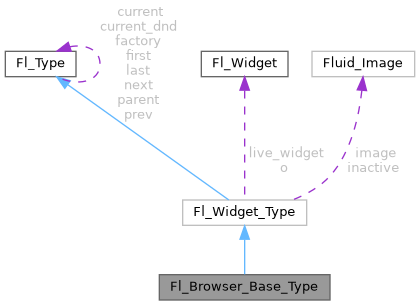 current
current_dnd
factory
first
last
next
parent
prev
Fl_Type
Fl_Widget
Fluid_Image
live_widget
o
image
inactive
Fl_Widget_Type
Fl_Browser_Base_Type